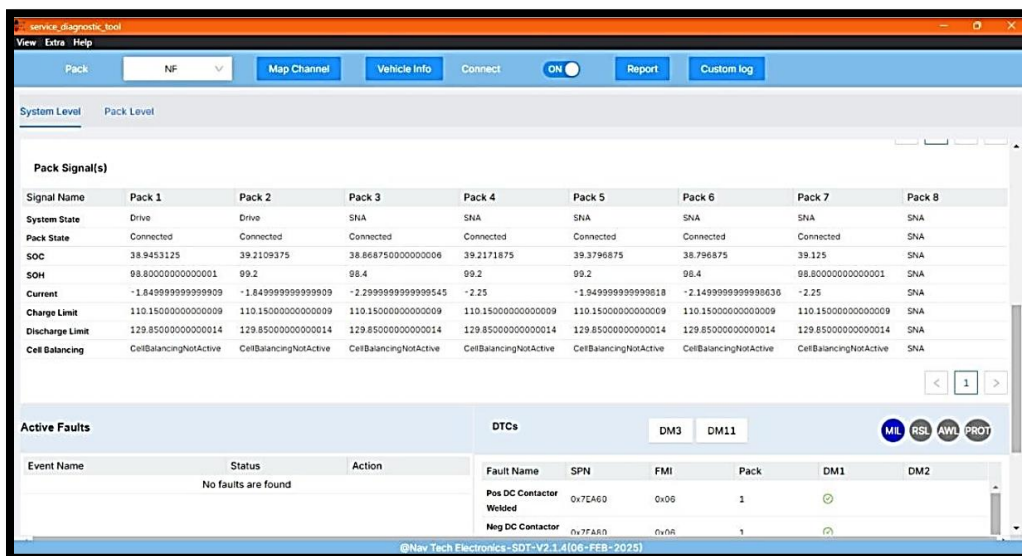 service_diagnostic_tool
View Extra Help
Pack NF Map Channel Vehicle Info Connect ON Report Custom log
System Level Pack Level
Pack Signal(s)
Signal Name Pack 1 Pack 2 Pack 3 Pack 4 Pack 5 Pack 6 Pack 7 Pack 8
System State Drive Drive SNA SNA SNA SNA SNA SNA
Pack State Connected Connected Connected Connected Connected Connected Connected SNA
SOC 38.9453125 39.2109375 38.868750000000006 39.2171875 39.3796875 38.796875 39.125 SNA
SOH 98.80000000000001 99.2 98.4 99.2 99.2 98.4 98.80000000000001 SNA
Current -1.849999999999909 -1.849999999999909 -2.2999999999999545 -2.25 -1.949999999999818 -2.1499999999998636 -2.25 SNA
Charge Limit 110.15000000000009 110.15000000000009 110.15000000000009 110.15000000000009 110.15000000000009 110.15000000000009 110.15000000000009 SNA
Discharge Limit 129.85000000000014 129.85000000000014 129.85000000000014 129.85000000000014 129.85000000000014 129.85000000000014 129.85000000000014 SNA
Cell Balancing CellBalancingNotActive CellBalancingNotActive CellBalancingNotActive CellBalancingNotActive CellBalancingNotActive CellBalancingNotActive CellBalancingNotActive SNA
< 1 >
Active Faults
Event Name Status Action
No faults are found
DTCs DM3 DM11 MIL RSL AWL PROT
Fault Name SPN FMI Pack DM1 DM2
Pos DC Contactor Welded 0x7EA60 0x06 1
Neg DC Contactor 0x7EA80 0x06 1
@Nav Tech Electronics-SDT-V2.1.4(06-FEB-2025)